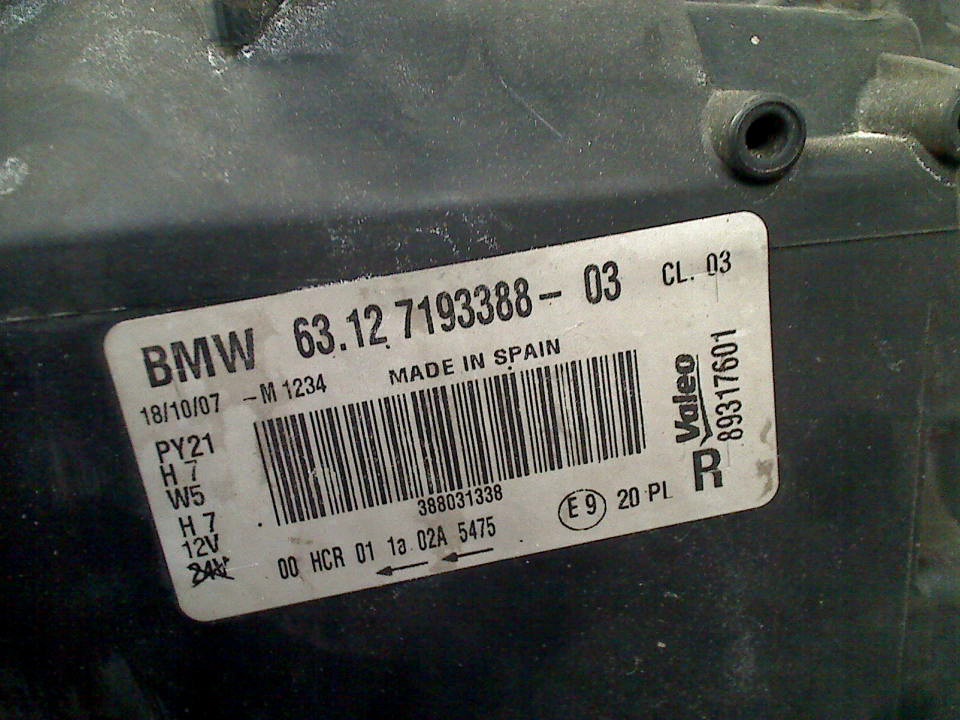 BMW 63.12 7193388- 03 CL. 03
MADE IN SPAIN
18/10/07 -M 1234
PY21
H 7
W5
H 7
12V
24V
388031338
00 HCR 01 1a 02A 5475
E 9 20 PL
Valeo
89317601
R